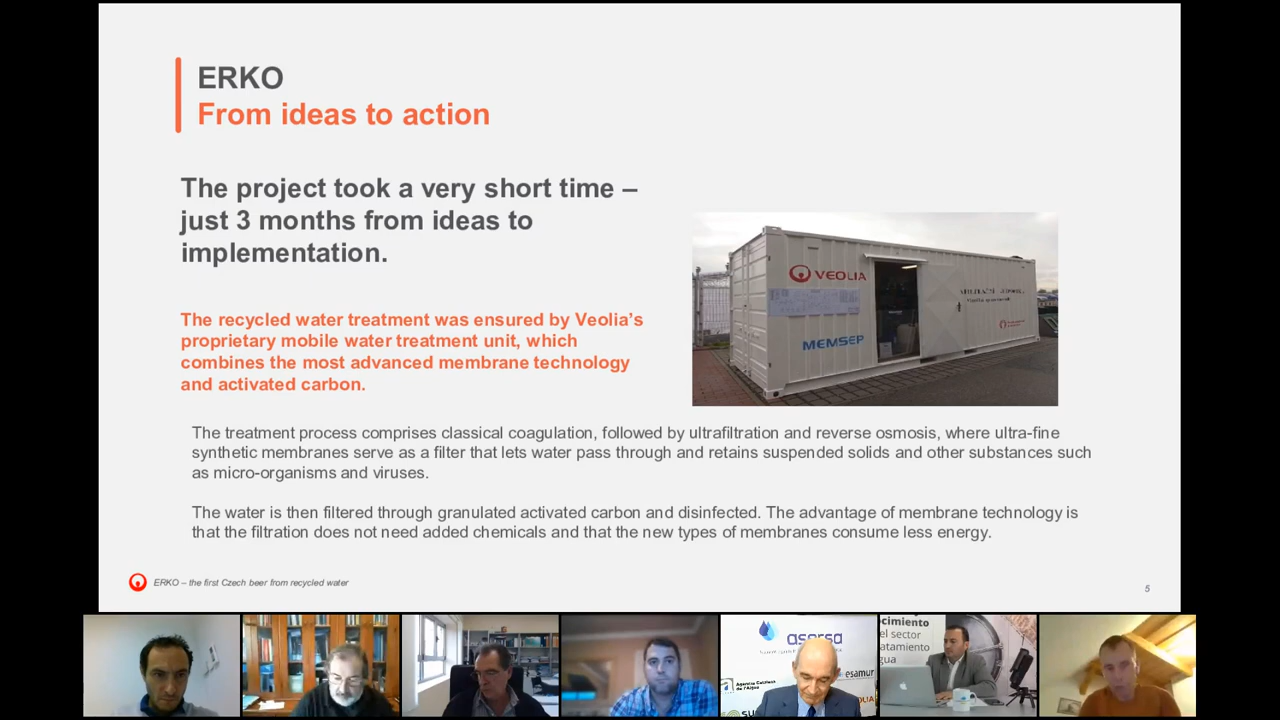 ERKO
From ideas to action
The project took a very short time –
just 3 months from ideas to
implementation.
VEOLIA
MEMSEP
The recycled water treatment was ensured by Veolia’s
proprietary mobile water treatment unit, which
combines the most advanced membrane technology
and activated carbon.
The treatment process comprises classical coagulation, followed by ultrafiltration and reverse osmosis, where ultra-fine
synthetic membranes serve as a filter that lets water pass through and retains suspended solids and other substances such
as micro-organisms and viruses.
The water is then filtered through granulated activated carbon and disinfected. The advantage of membrane technology is
that the filtration does not need added chemicals and that the new types of membranes consume less energy.
ERKO – the first Czech beer from recycled water
5
asersa
esamur
Agència Catalana
de l'Aigua
cimiento
el sector
ratamiento
gua